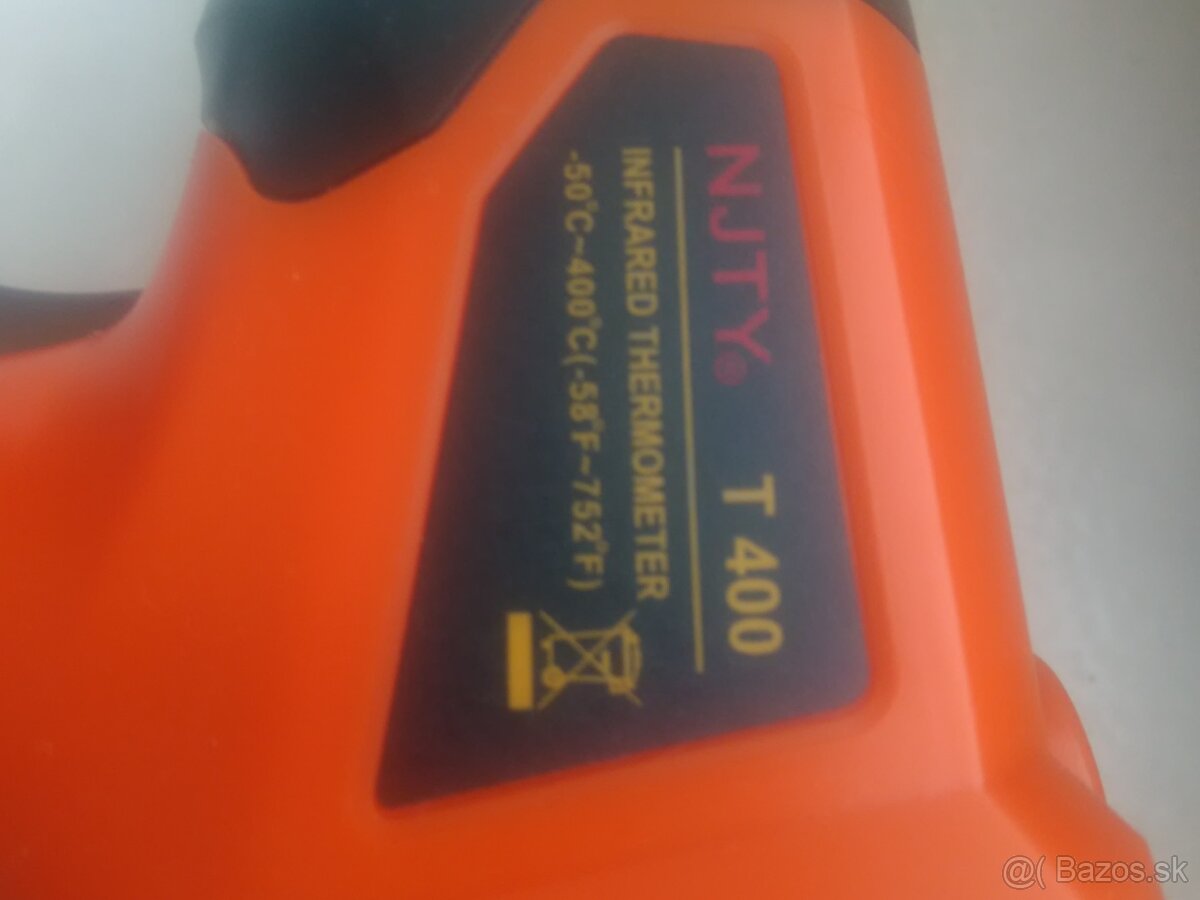 NJTY® T 400
INFRARED THERMOMETER
-50°C~400°C(-58°F~752°F)
@( Bazos.sk